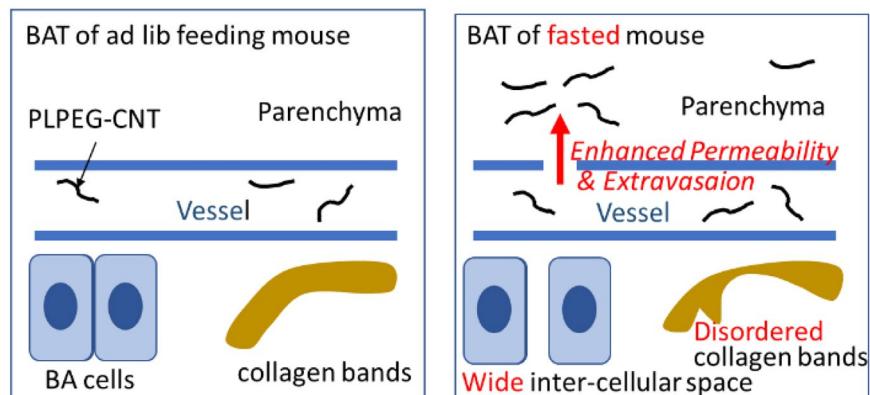 BAT of ad lib feeding mouse
PLPEG-CNT
Parenchyma
Vessel
BA cells
collagen bands
BAT of fasted mouse
Parenchyma
Enhanced Permeability
& Extravasaion
Vessel
Disordered
collagen bands
Wide inter-cellular space